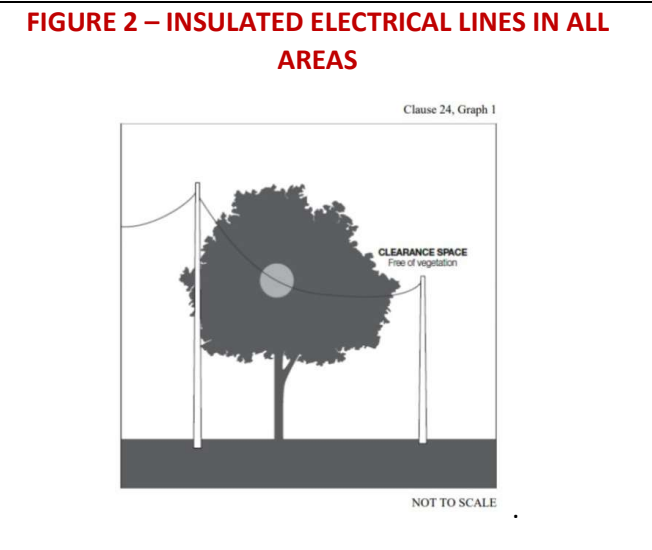 FIGURE 2 – INSULATED ELECTRICAL LINES IN ALL
AREAS
Clause 24, Graph 1
CLEARANCE SPACE
Free of vegetation
NOT TO SCALE .